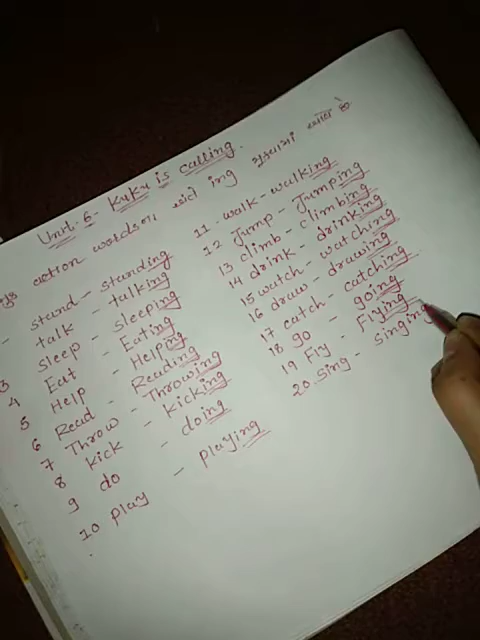 Unit-6- Kuku is calling.
action words ing
stand - standing
talk - talking
3 sleep - sleeping
4 Eat - Eating
5 Help - Helping
6 Read - Reading
7 Throw - Throwing
8 kick - kicking
9 do - doing
10 play - playing
11. walk - walking
12 Jump - Jumping
13 climb - climbing
14 drink - drinking
15 watch - watching
16 draw - drawing
17 catch - catching
18 go - going
19 Fry - Flying
20. Sing - singing